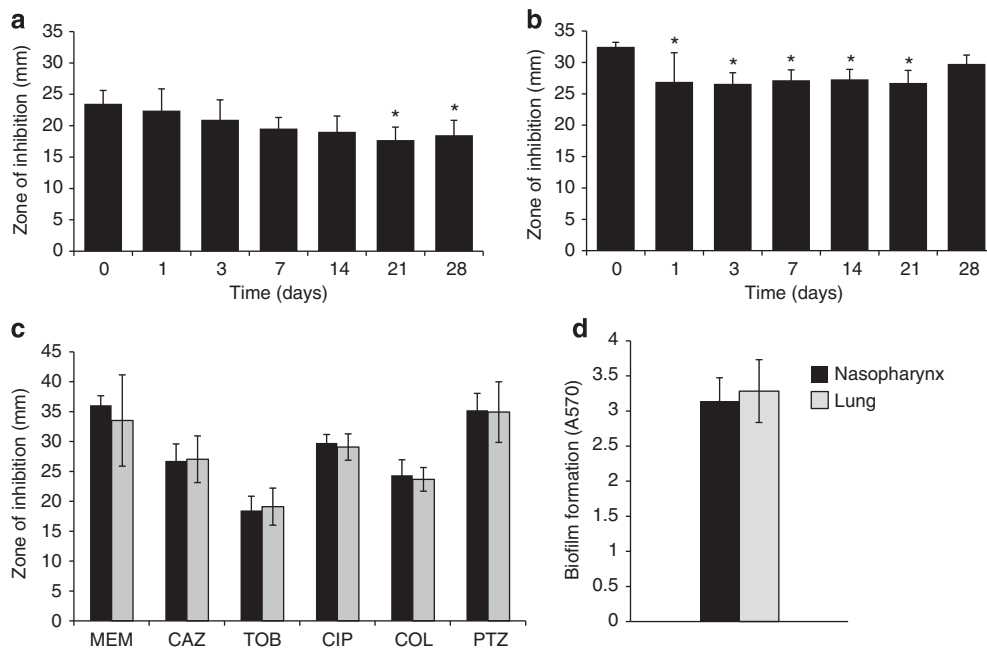 a
Zone of inhibition (mm)
35
30
25
20
15
10
5
0
* *
0 1 3 7 14 21 28
Time (days)
b
Zone of inhibition (mm)
35
30
25
20
15
10
5
0
* * * * *
0 1 3 7 14 21 28
Time (days)
c
Zone of inhibition (mm)
45
40
35
30
25
20
15
10
5
0
MEM CAZ TOB CIP COL PTZ
d
Biofilm formation (A570)
4
3.5
3
2.5
2
1.5
1
0.5
0
Nasopharynx
Lung